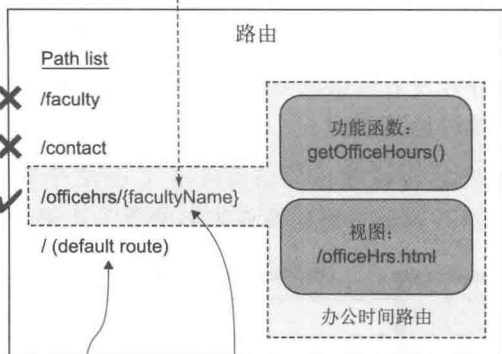 路由
Path list
/faculty
/contact
/officehrs/{facultyName}
/ (default route)
功能函数：
getOfficeHours()
视图：
/officeHrs.html
办公时间路由